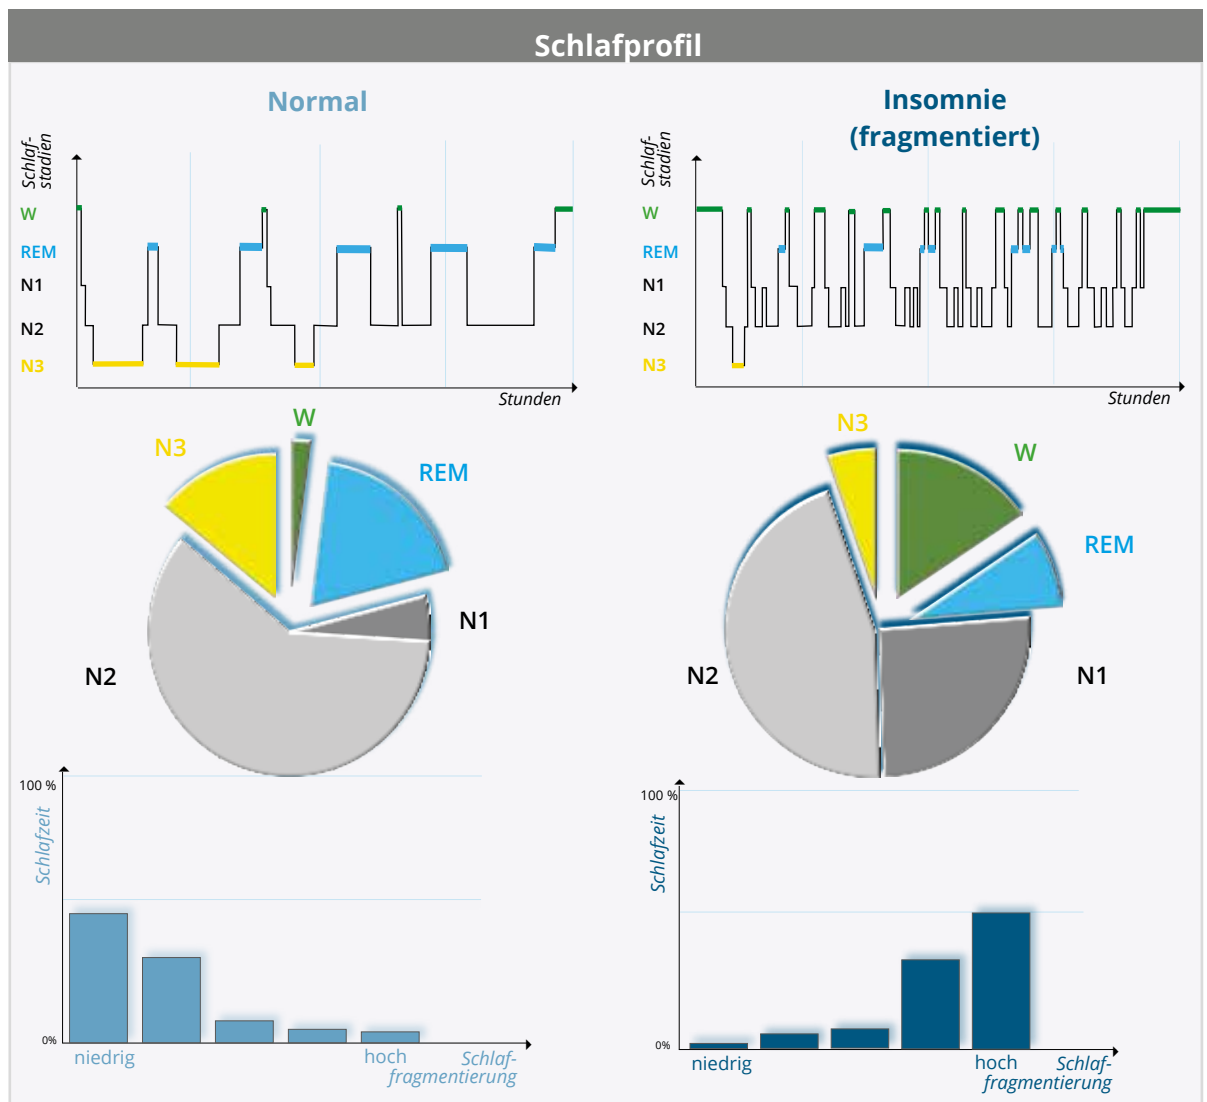 Schlafprofil
Normal
Schlaf-
stadien
W
REM
N1
N2
N3
Stunden
Insomnie
(fragmentiert)
Schlaf-
stadien
W
REM
N1
N2
N3
Stunden
W
N3
REM
N1
N2
N3
W
REM
N2
N1
100 %
Schlafzeit
0%
niedrig
hoch
Schlaf-
fragmentierung
100 %
Schlafzeit
0%
niedrig
hoch
Schlaf-
fragmentierung